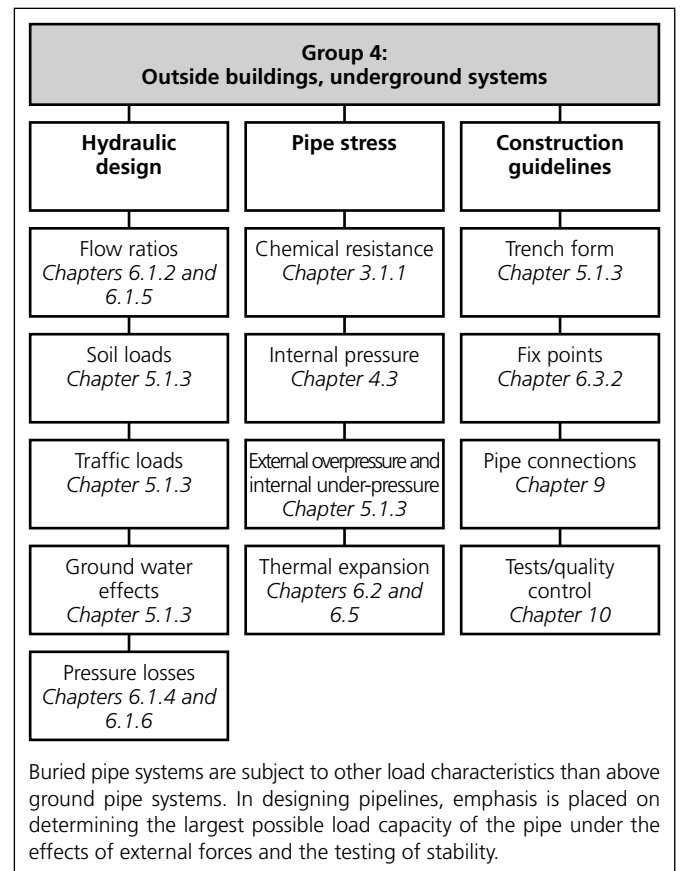 Group 4:
Outside buildings, underground systems
Hydraulic
design
Flow ratios
Chapters 6.1.2 and
6.1.5
Soil loads
Chapter 5.1.3
Traffic loads
Chapter 5.1.3
Ground water
effects
Chapter 5.1.3
Pressure losses
Chapters 6.1.4 and
6.1.6
Pipe stress
Chemical resistance
Chapter 3.1.1
Internal pressure
Chapter 4.3
External overpressure and
internal under-pressure
Chapter 5.1.3
Thermal expansion
Chapters 6.2 and
6.5
Construction
guidelines
Trench form
Chapter 5.1.3
Fix points
Chapter 6.3.2
Pipe connections
Chapter 9
Tests/quality
control
Chapter 10
Buried pipe systems are subject to other load characteristics than above
ground pipe systems. In designing pipelines, emphasis is placed on
determining the largest possible load capacity of the pipe under the
effects of external forces and the testing of stability.